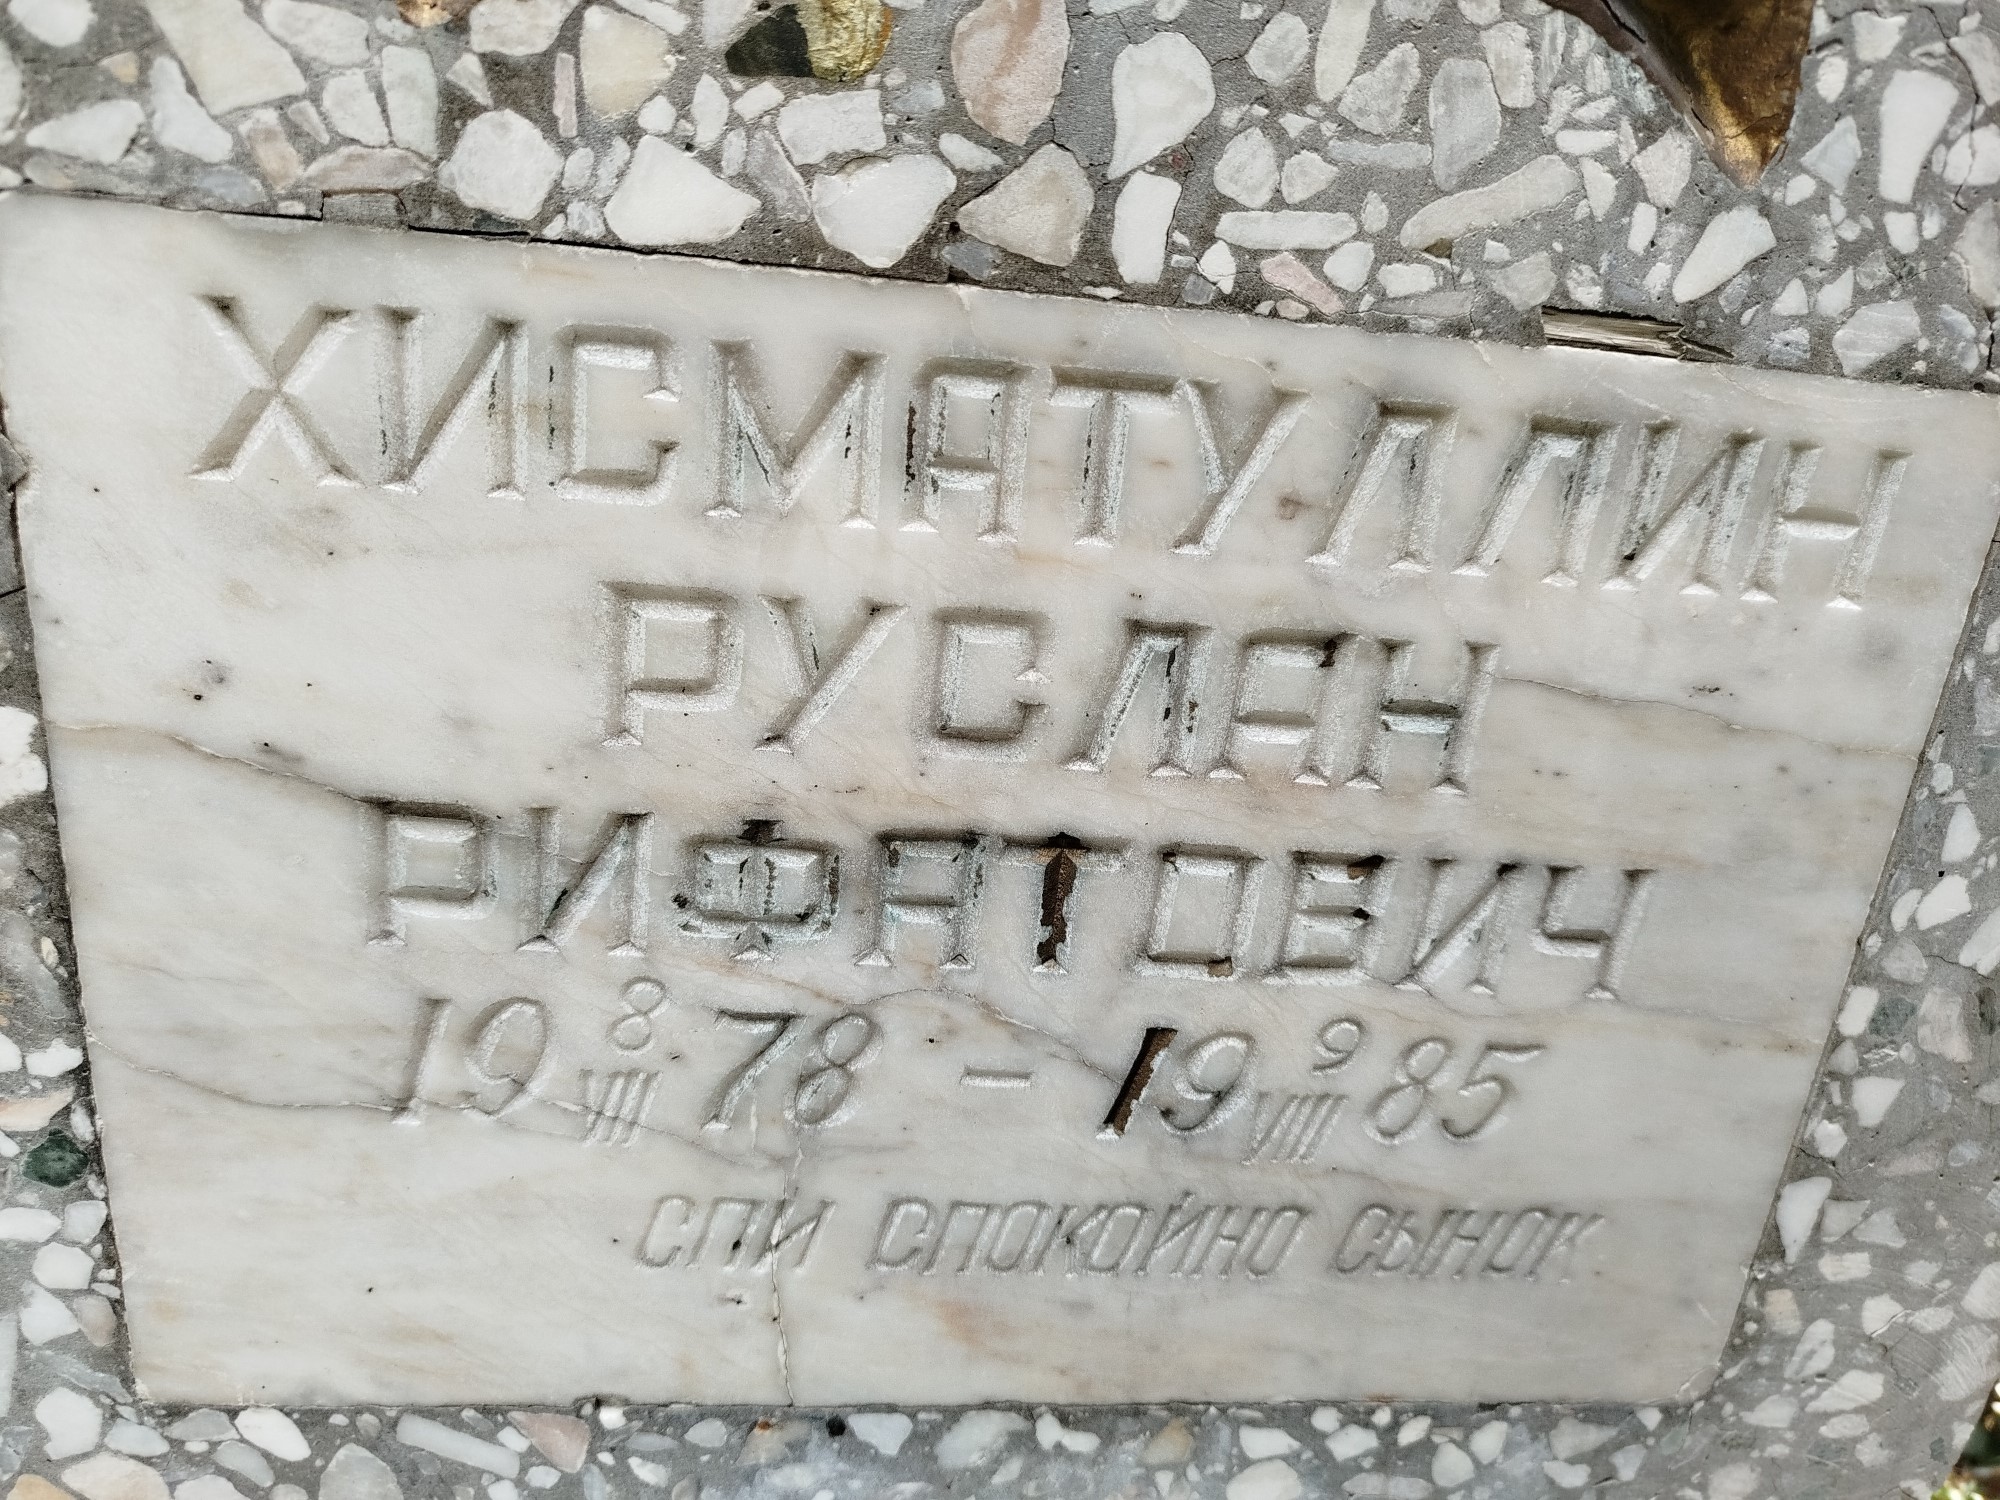 ХИСМАТУЛЛИН
РУСЛАН
РИФАТОВИЧ
19 8/VIII 78 – 19 9/VIII 85
СПИ СПОКОЙНО СЫНОК